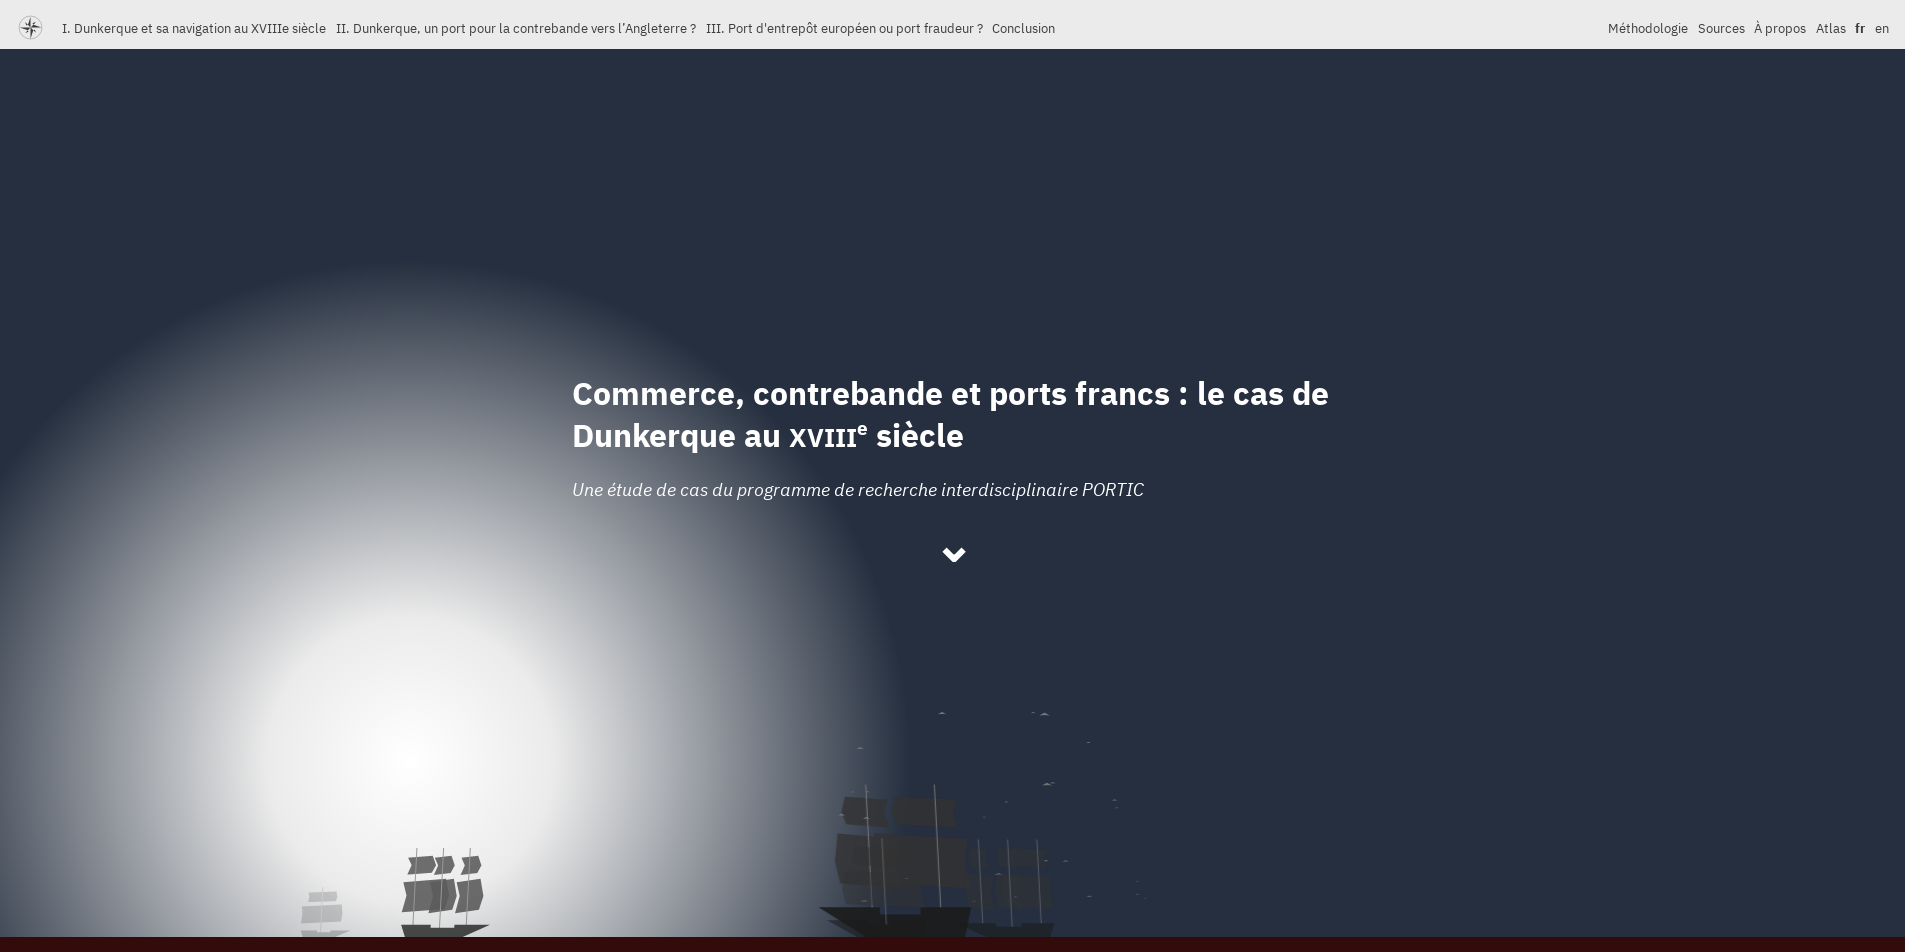 I. Dunkerque et sa navigation au XVIIIe siècle II. Dunkerque, un port pour la contrebande vers l’Angleterre ? III. Port d'entrepôt européen ou port fraudeur ? Conclusion Méthodologie Sources À propos Atlas fr en
Commerce, contrebande et ports francs : le cas de
Dunkerque au XVIIIe siècle
Une étude de cas du programme de recherche interdisciplinaire PORTIC